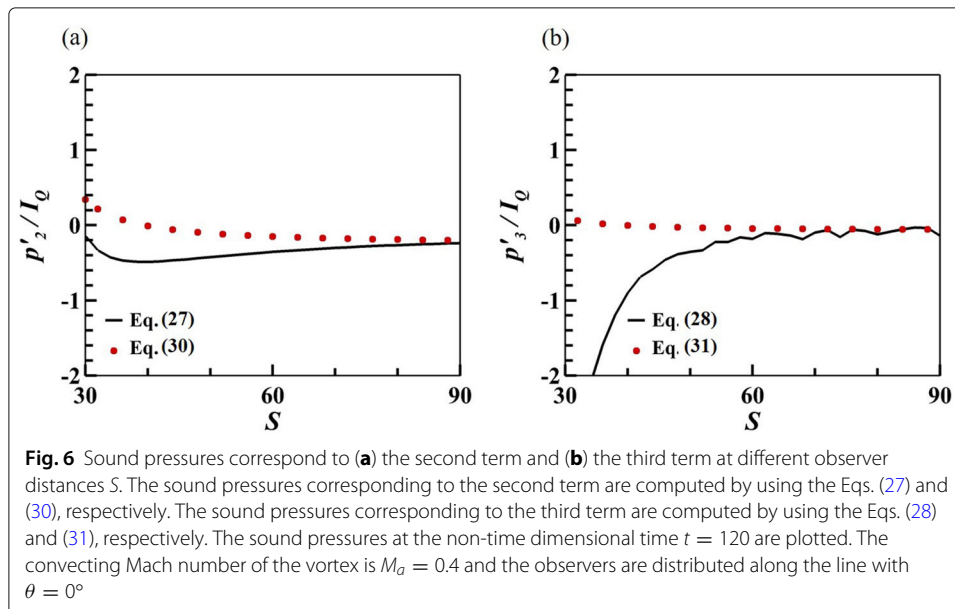 (a)
(b)
2
1
0
-1
-2
p'₂/I_Q
Eq. (27)
Eq. (30)
30
60
90
S
2
1
0
-1
-2
p'₃/I_Q
Eq. (28)
Eq. (31)
30
60
90
S
Fig. 6 Sound pressures correspond to (a) the second term and (b) the third term at different observer
distances S. The sound pressures corresponding to the second term are computed by using the Eqs. (27) and
(30), respectively. The sound pressures corresponding to the third term are computed by using the Eqs. (28)
and (31), respectively. The sound pressures at the non-time dimensional time t = 120 are plotted. The
convecting Mach number of the vortex is Mₐ = 0.4 and the observers are distributed along the line with
θ = 0°